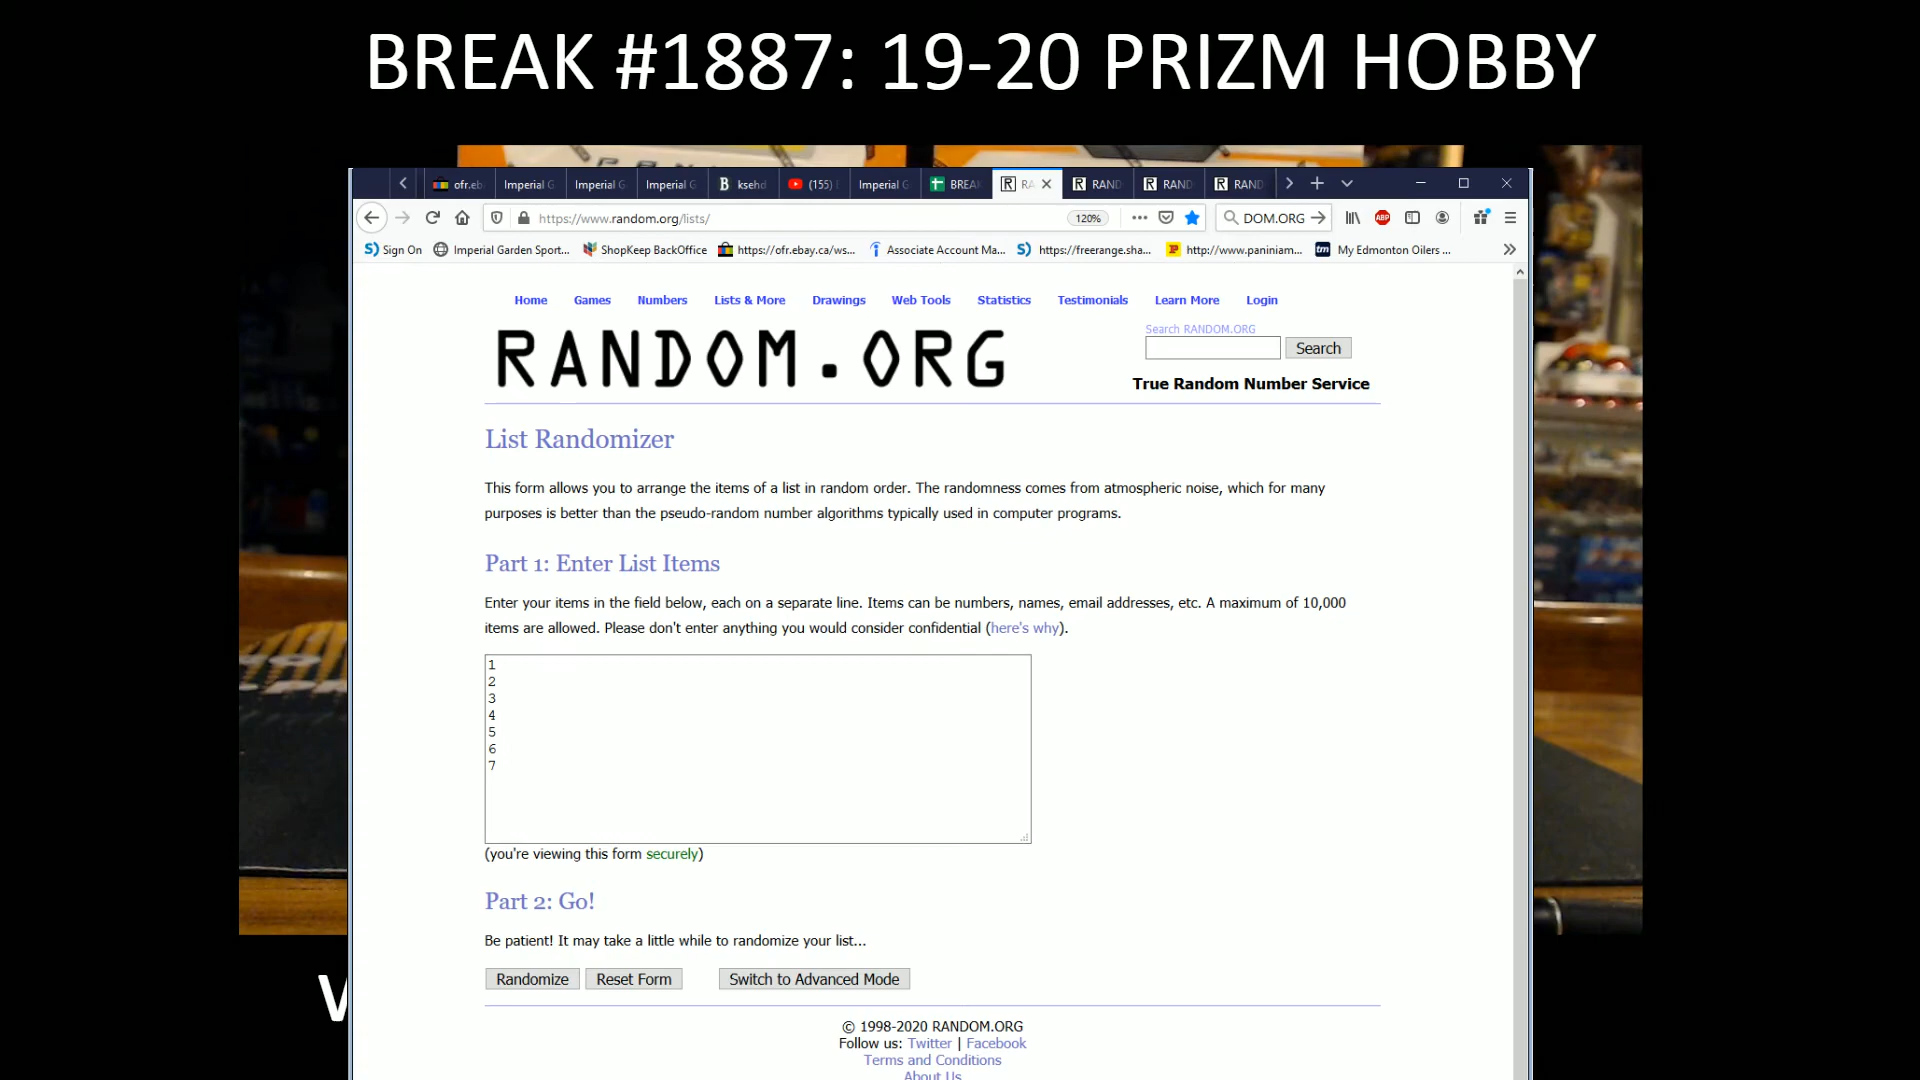 BREAK #1887: 19-20 PRIZM HOBBY
ofr.eb
Imperial G
Imperial G
Imperial G
ksehd
(155)
Imperial G
BREA
RA
RAND
RAND
RAND
https://www.random.org/lists/
120%
DOM.ORG
ABP
Sign On
Imperial Garden Sport...
ShopKeep BackOffice
https://ofr.ebay.ca/ws...
Associate Account Ma...
https://freerange.sha...
http://www.paniniam...
My Edmonton Oilers ...
Home Games Numbers Lists & More Drawings Web Tools Statistics Testimonials Learn More Login
RANDOM.ORG
Search RANDOM.ORG
Search
True Random Number Service
List Randomizer
This form allows you to arrange the items of a list in random order. The randomness comes from atmospheric noise, which for many
purposes is better than the pseudo-random number algorithms typically used in computer programs.
Part 1: Enter List Items
Enter your items in the field below, each on a separate line. Items can be numbers, names, email addresses, etc. A maximum of 10,000
items are allowed. Please don't enter anything you would consider confidential (here's why).
1
2
3
4
5
6
7
(you're viewing this form securely)
Part 2: Go!
Be patient! It may take a little while to randomize your list...
Randomize Reset Form Switch to Advanced Mode
© 1998-2020 RANDOM.ORG
Follow us: Twitter | Facebook
Terms and Conditions
About Us